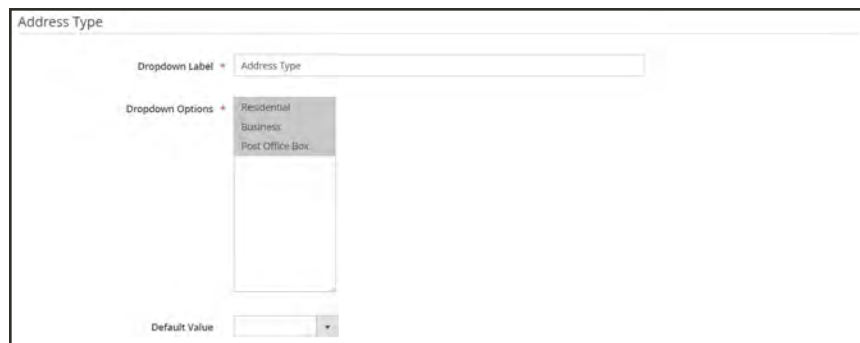 Address Type
Dropdown Label * Address Type
Dropdown Options * Residential
Business
Post Office Box
Default Value